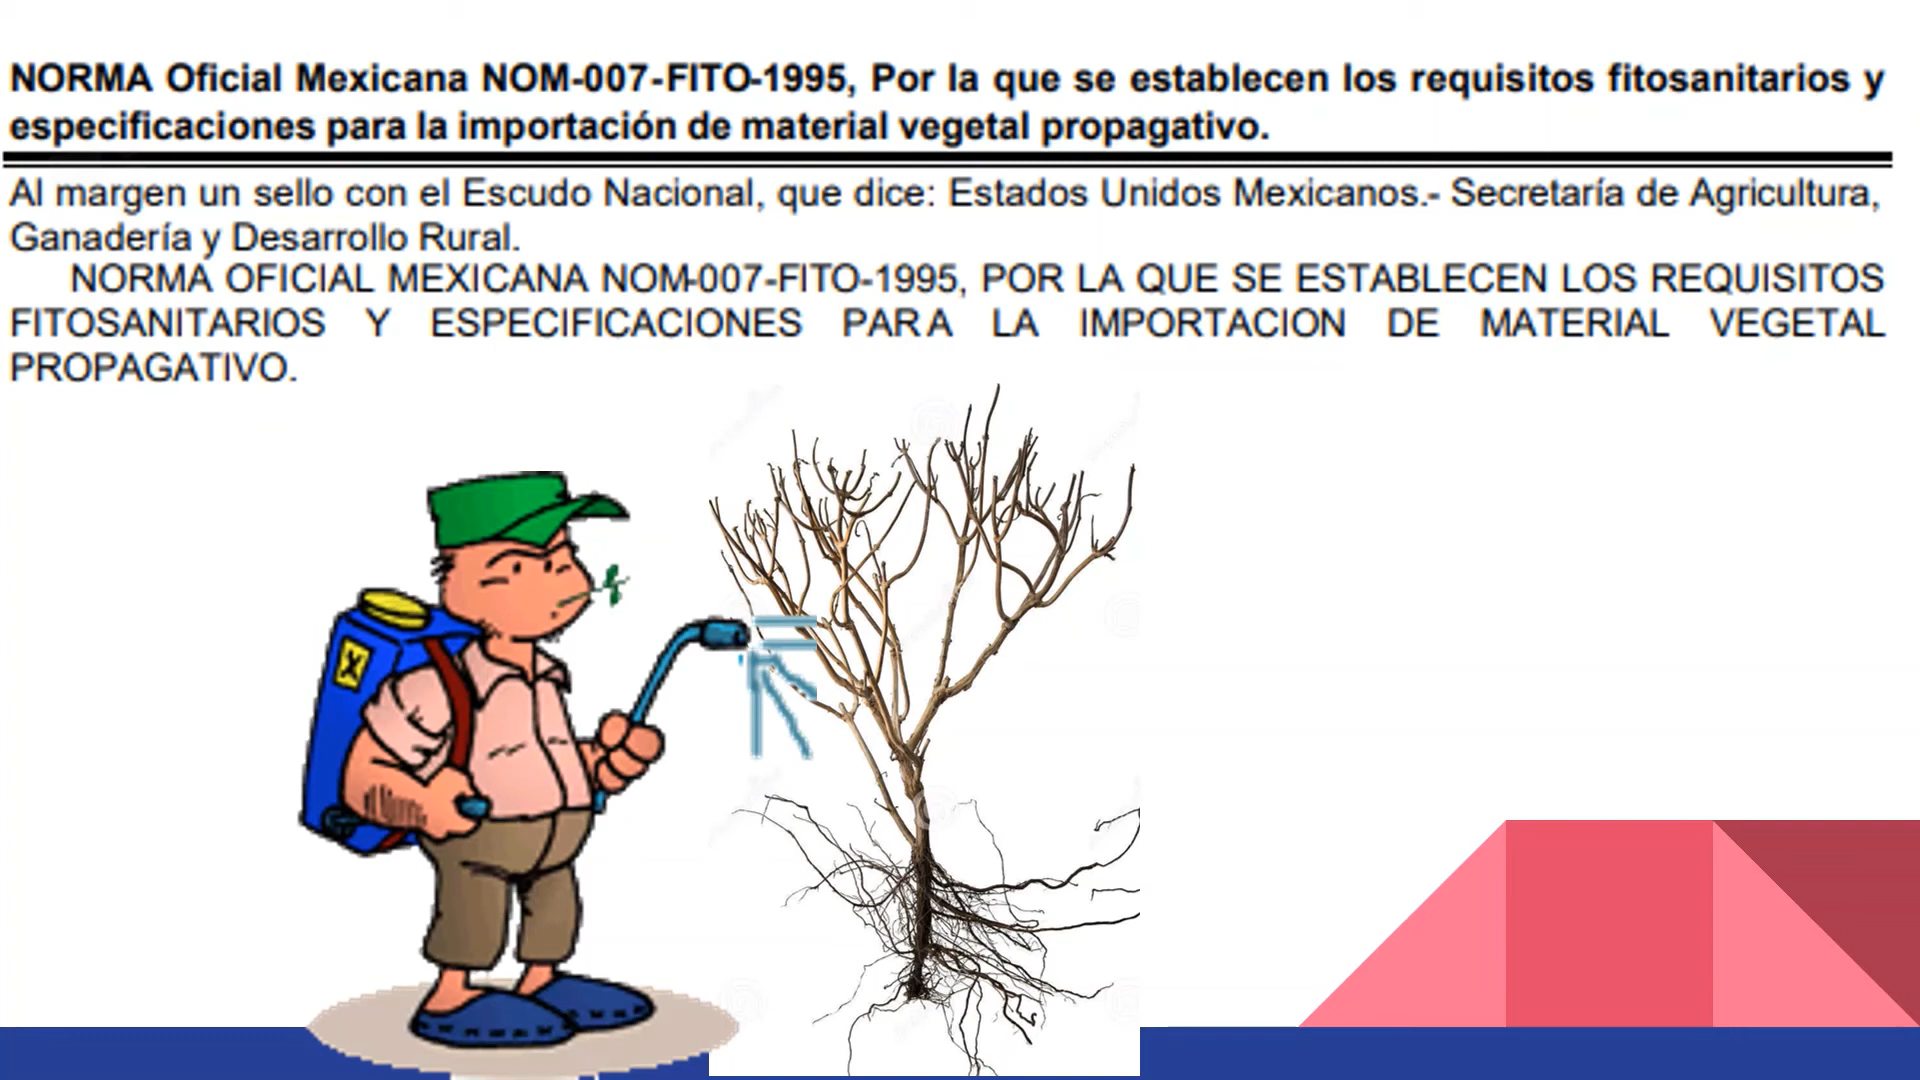 NORMA Oficial Mexicana NOM-007-FITO-1995, Por la que se establecen los requisitos fitosanitarios y
especificaciones para la importación de material vegetal propagativo.
Al margen un sello con el Escudo Nacional, que dice: Estados Unidos Mexicanos.- Secretaría de Agricultura,
Ganadería y Desarrollo Rural.
NORMA OFICIAL MEXICANA NOM-007-FITO-1995, POR LA QUE SE ESTABLECEN LOS REQUISITOS
FITOSANITARIOS Y ESPECIFICACIONES PARA LA IMPORTACION DE MATERIAL VEGETAL
PROPAGATIVO.
X